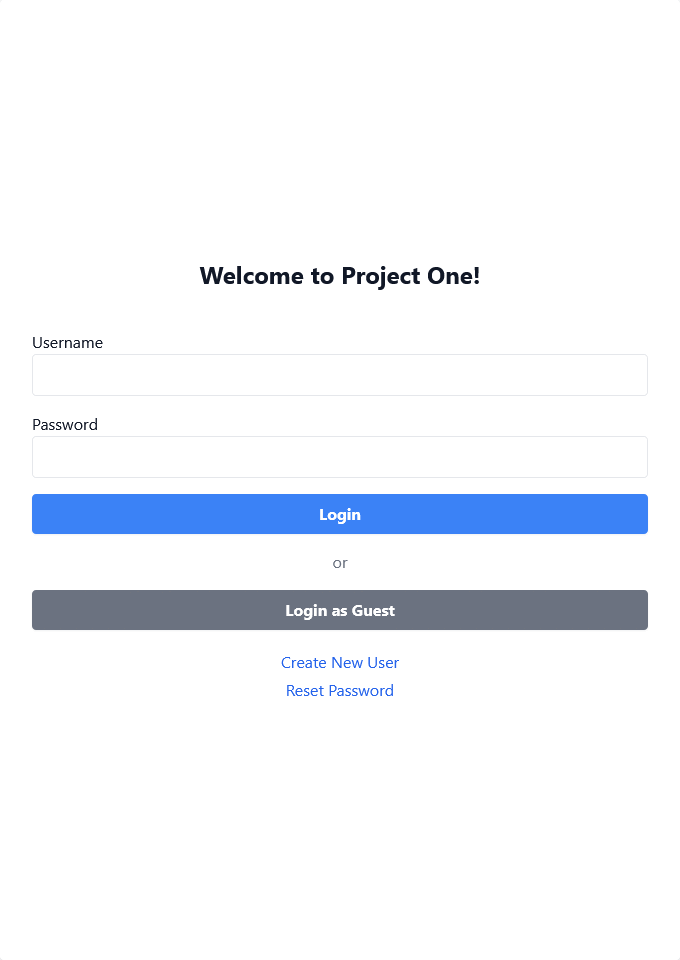 Welcome to Project One!
Username
Password
Login
or
Login as Guest
Create New User
Reset Password